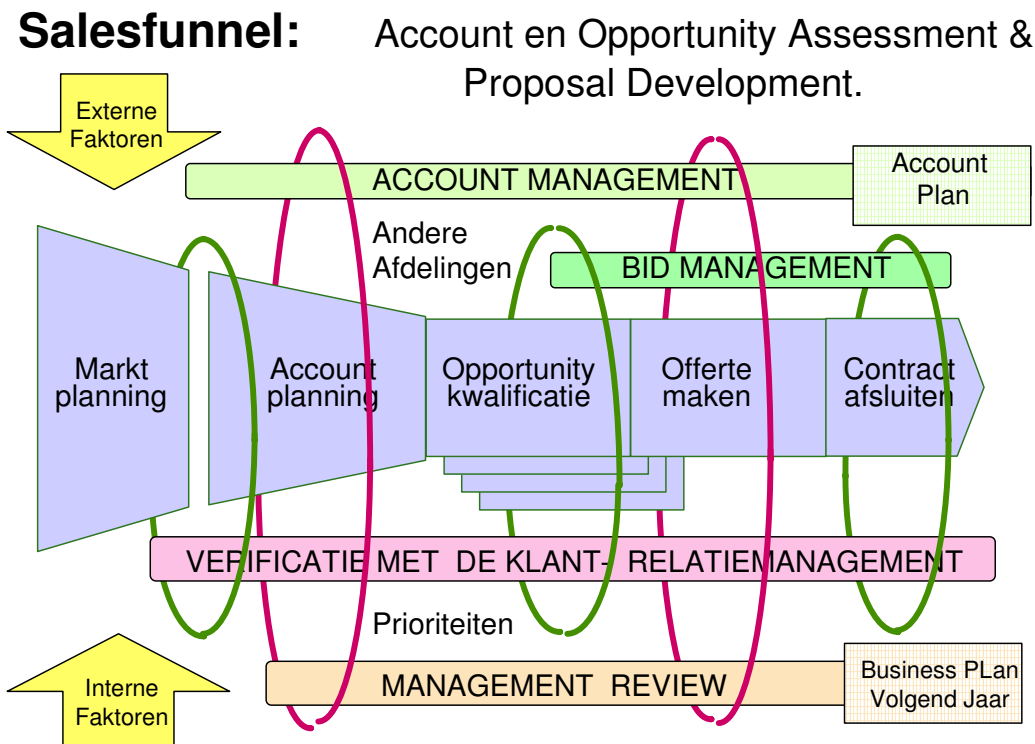 Salesfunnel: Account en Opportunity Assessment &
Proposal Development.
Externe
Faktoren
ACCOUNT MANAGEMENT
Account
Plan
Andere
Afdelingen
BID MANAGEMENT
Markt
planning
Account
planning
Opportunity
kwalificatie
Offerte
maken
Contract
afsluiten
VERIFICATIE MET DE KLANT- RELATIEMANAGEMENT
Prioriteiten
Interne
Faktoren
MANAGEMENT REVIEW
Business PLan
Volgend Jaar